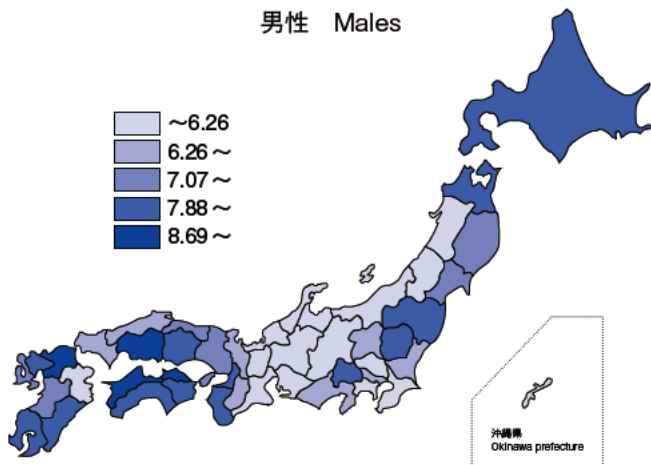 男性 Males
～6.26
6.26～
7.07～
7.88～
8.69～
沖縄県
Okinawa prefecture